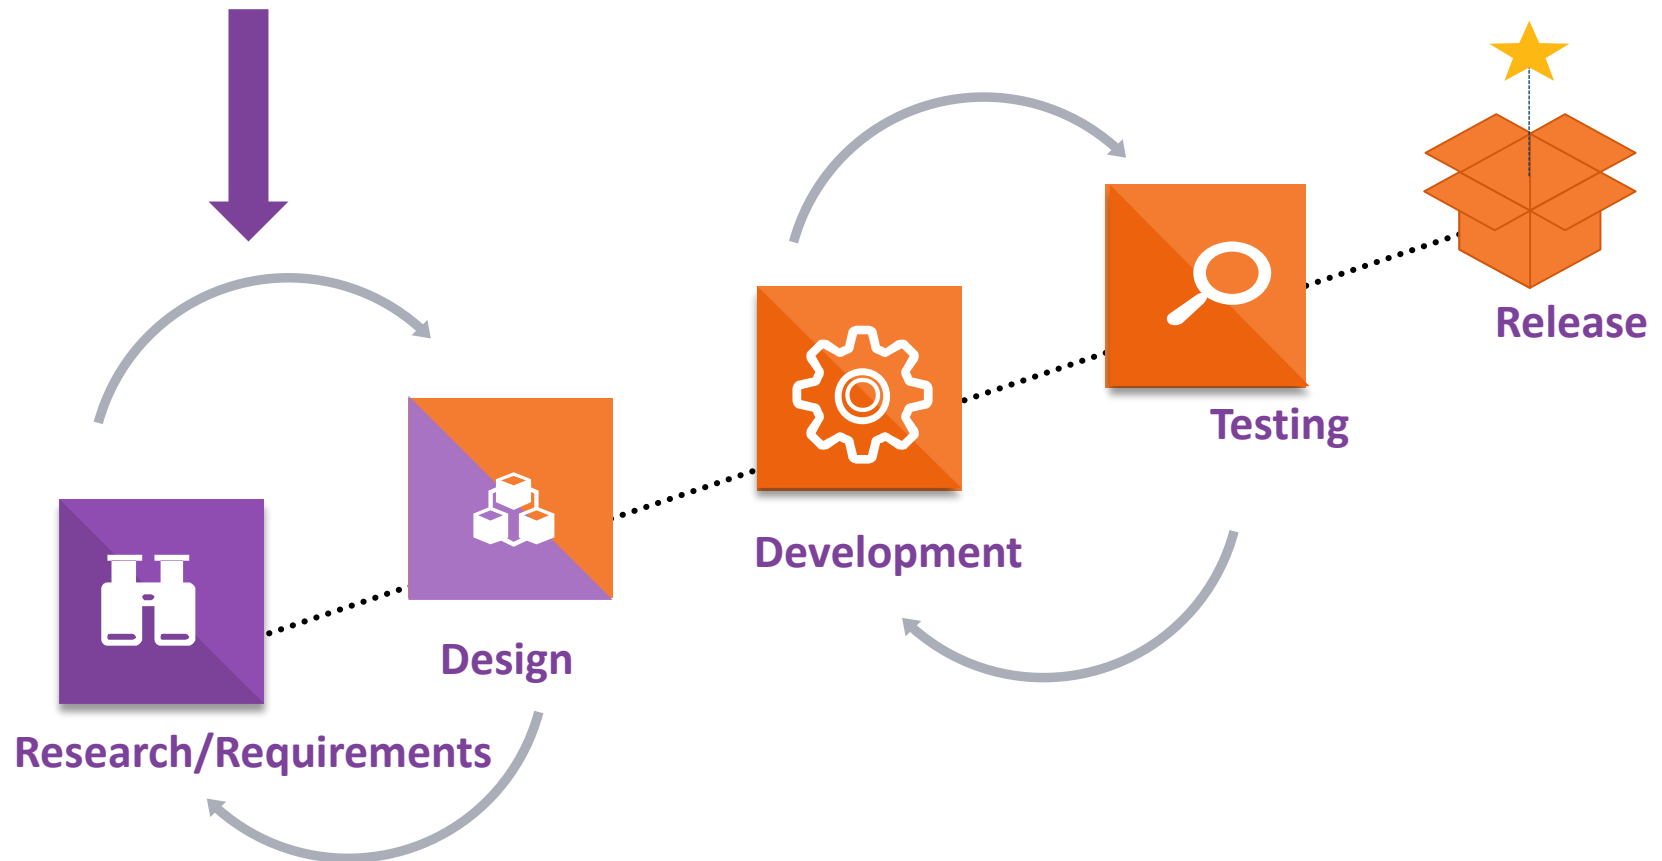 Research/Requirements
Design
Development
Testing
Release